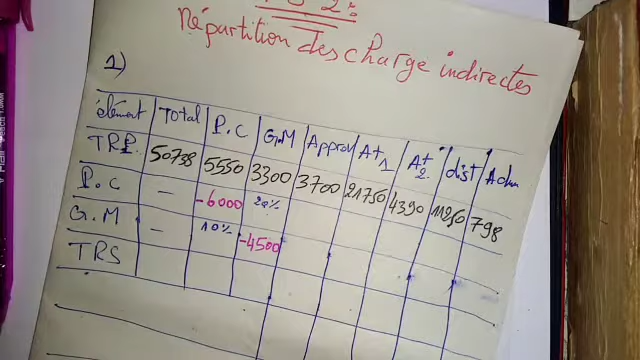 Répartition des charge indirectes
1)
élément Total P.C G.M Approv At 1 At 2 dist Adm
TRP. 50738 5550 3300 3700 21750 4390 11250 798
P.C - -6000 20%
G.M - 10% -4500
TRS